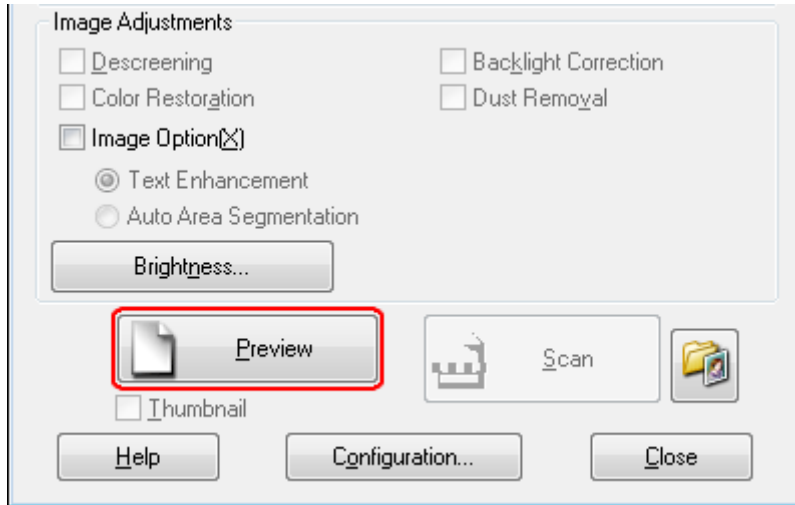 Image Adjustments
Descreening
Backlight Correction
Color Restoration
Dust Removal
Image Option(X)
Text Enhancement
Auto Area Segmentation
Brightness...
Preview
Scan
Thumbnail
Help
Configuration...
Close